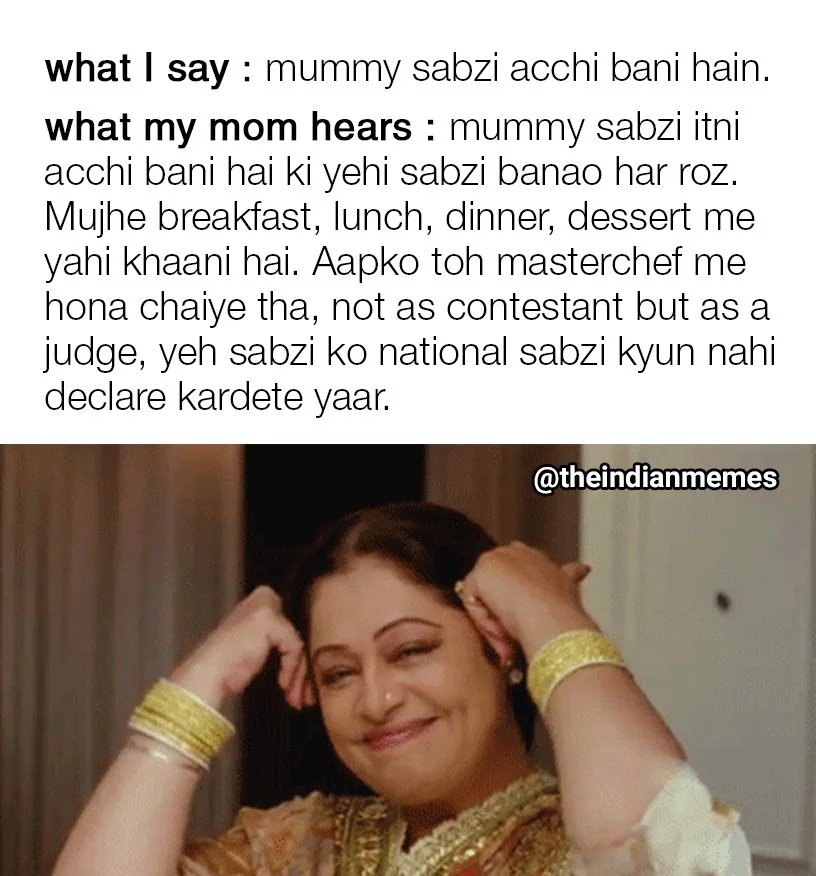 what I say : mummy sabzi acchi bani hain.
what my mom hears : mummy sabzi itni
acchi bani hai ki yehi sabzi banao har roz.
Mujhe breakfast, lunch, dinner, dessert me
yahi khaani hai. Aapko toh masterchef me
hona chaiye tha, not as contestant but as a
judge, yeh sabzi ko national sabzi kyun nahi
declare kardete yaar.
@theindianmemes